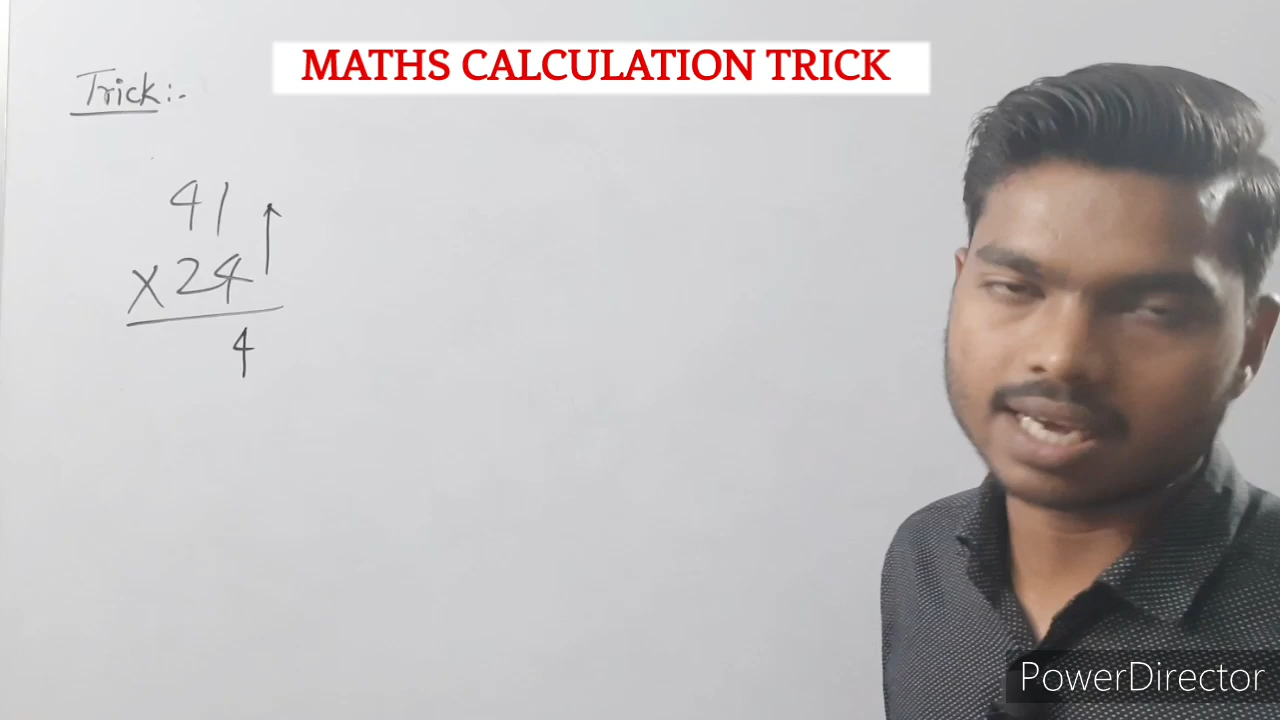 MATHS CALCULATION TRICK
Trick:-
41
×24
4
PowerDirector